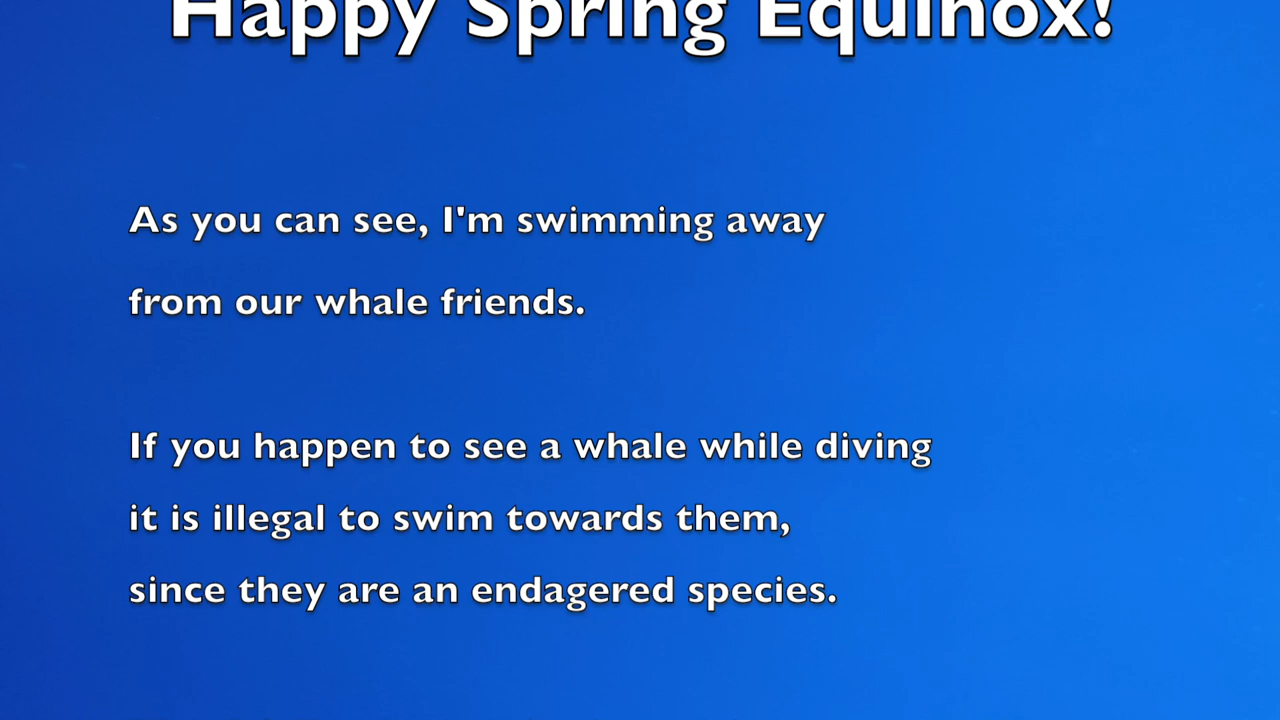 Happy Spring Equinox!
As you can see, I'm swimming away
from our whale friends.
If you happen to see a whale while diving
it is illegal to swim towards them,
since they are an endagered species.